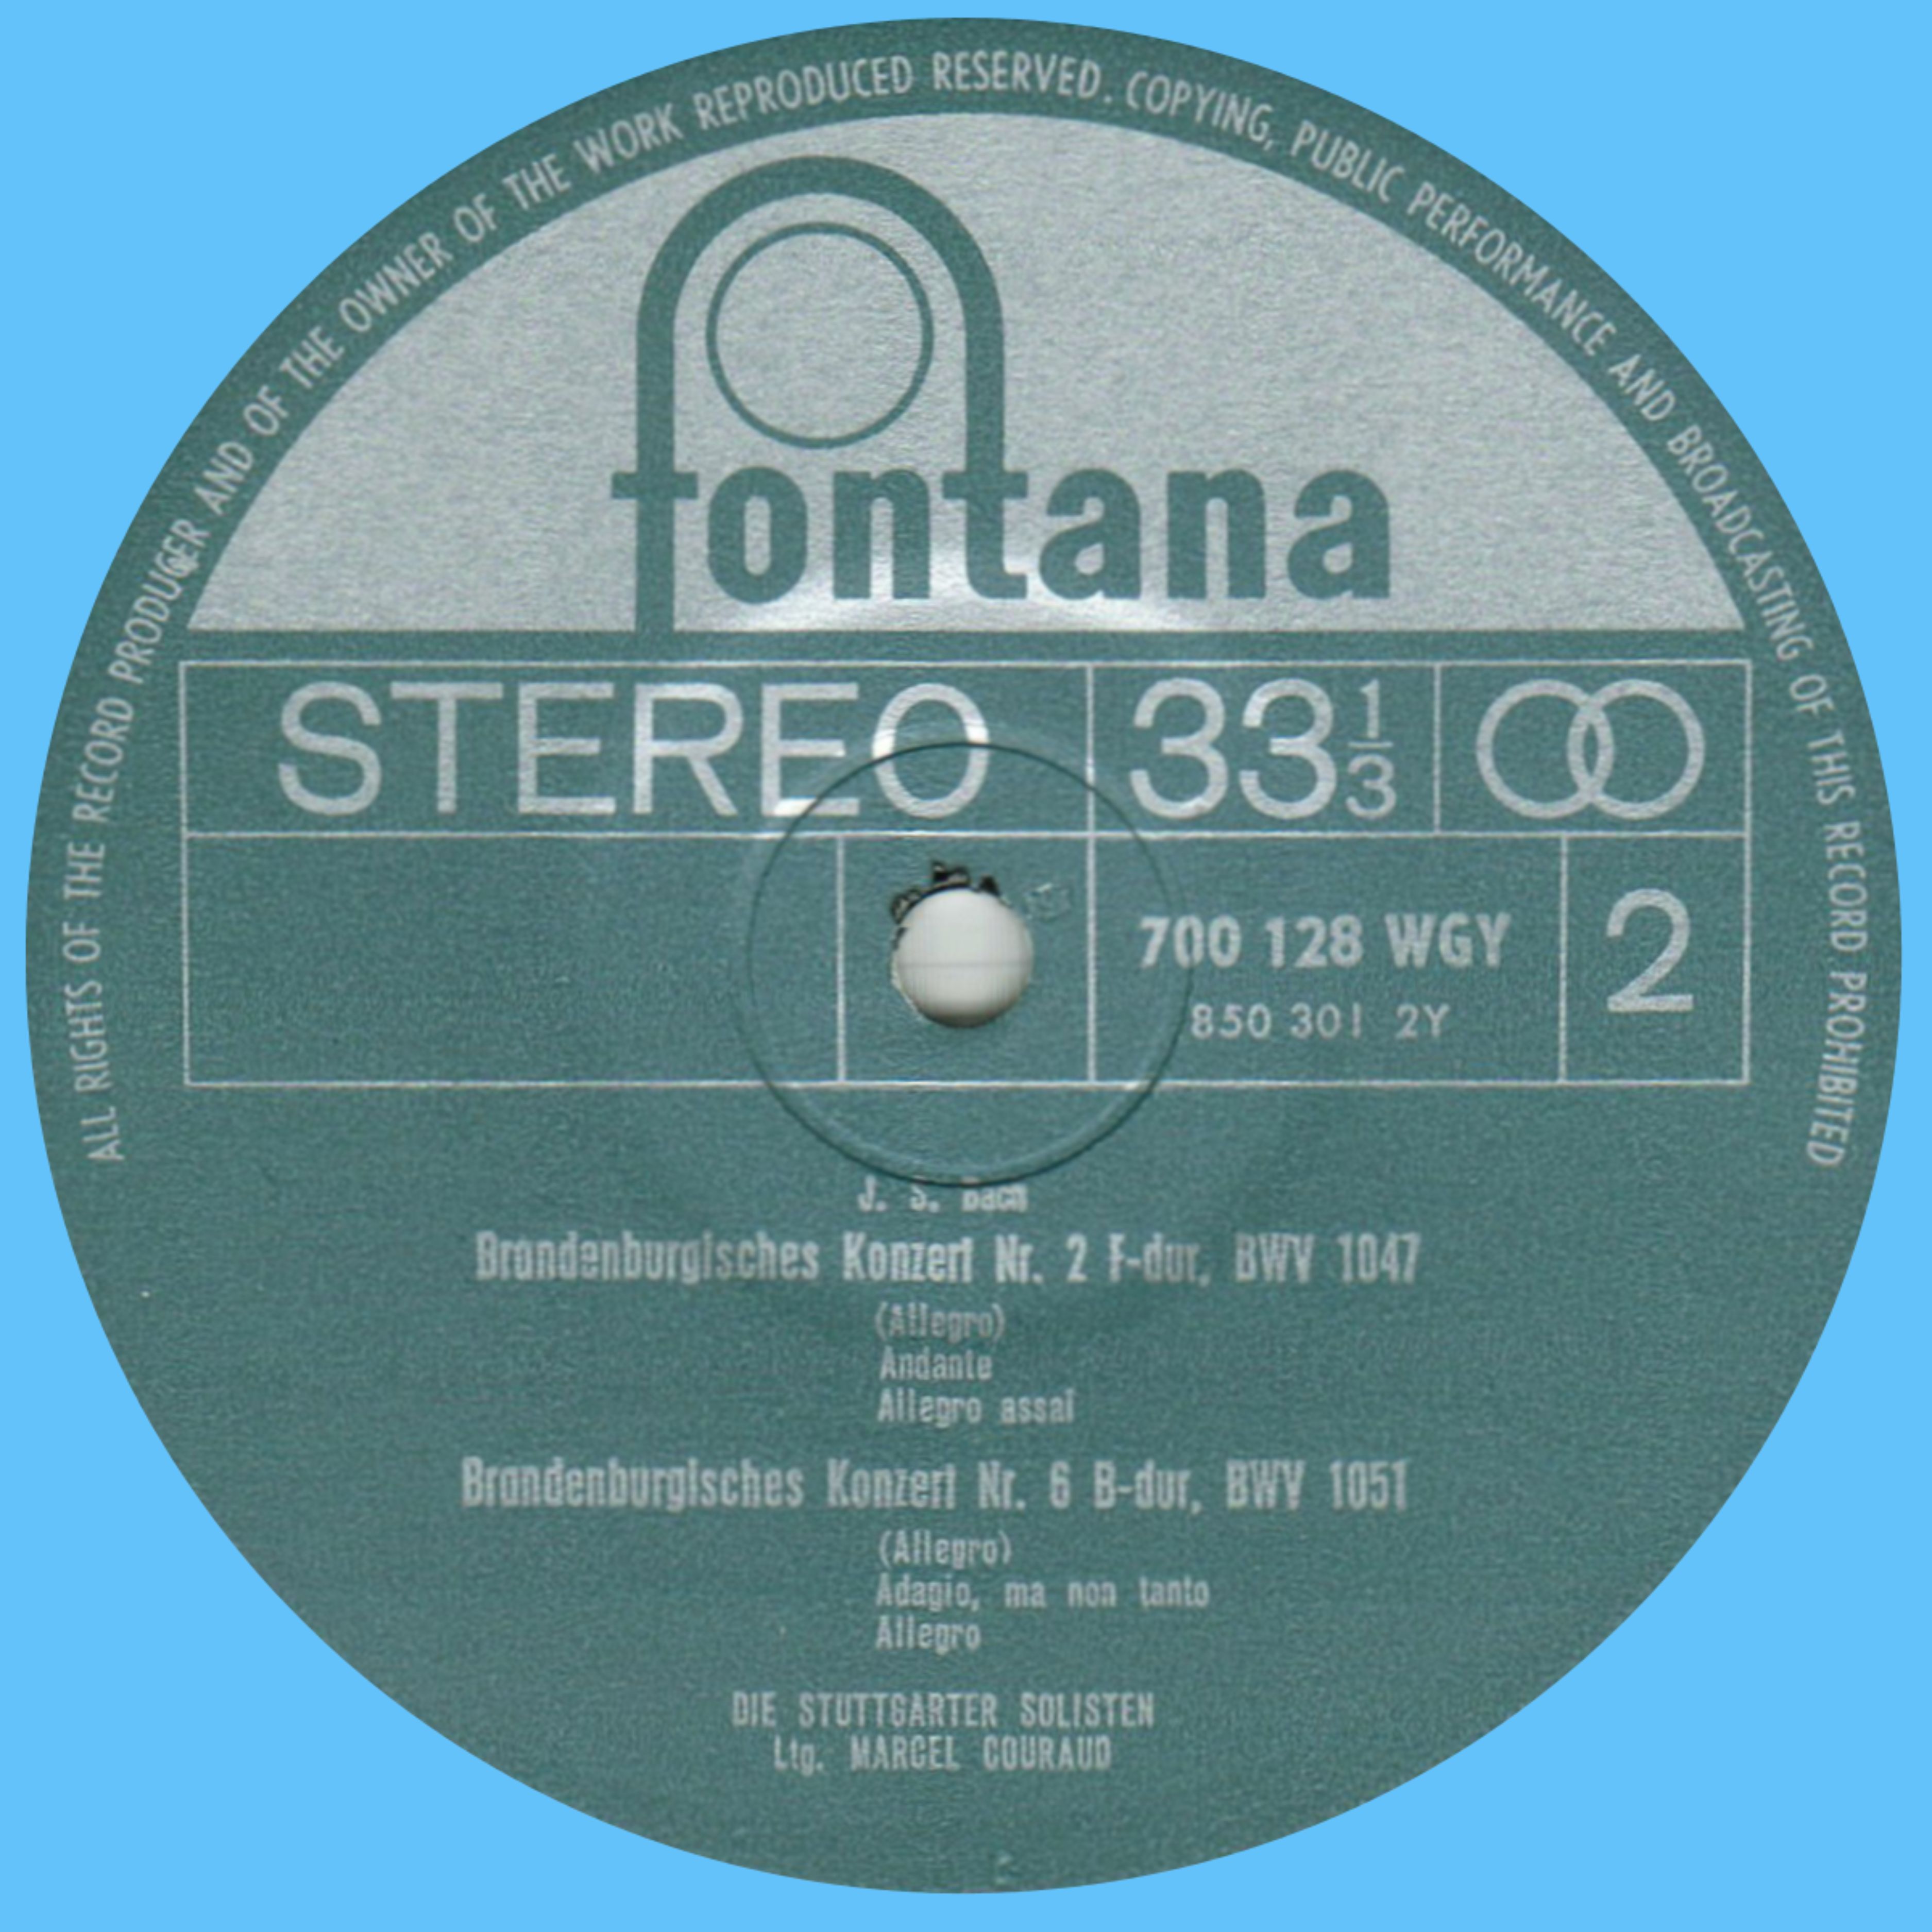 ALL RIGHTS OF THE RECORD PRODUCER AND OF THE OWNER OF THE WORK REPRODUCED RESERVED. COPYING, PUBLIC PERFORMANCE AND BROADCASTING OF THIS RECORD PROHIBITED
fontana
STEREO 33 1/3
700 128 WGY
850 301 2Y
2
J. S. Bach
Brandenburgisches Konzert Nr. 2 F-dur, BWV 1047
(Allegro)
Andante
Allegro assai
Brandenburgisches Konzert Nr. 6 B-dur, BWV 1051
(Allegro)
Adagio, ma non tanto
Allegro
DIE STUTTGARTER SOLISTEN
Ltg. MARCEL COURAUD